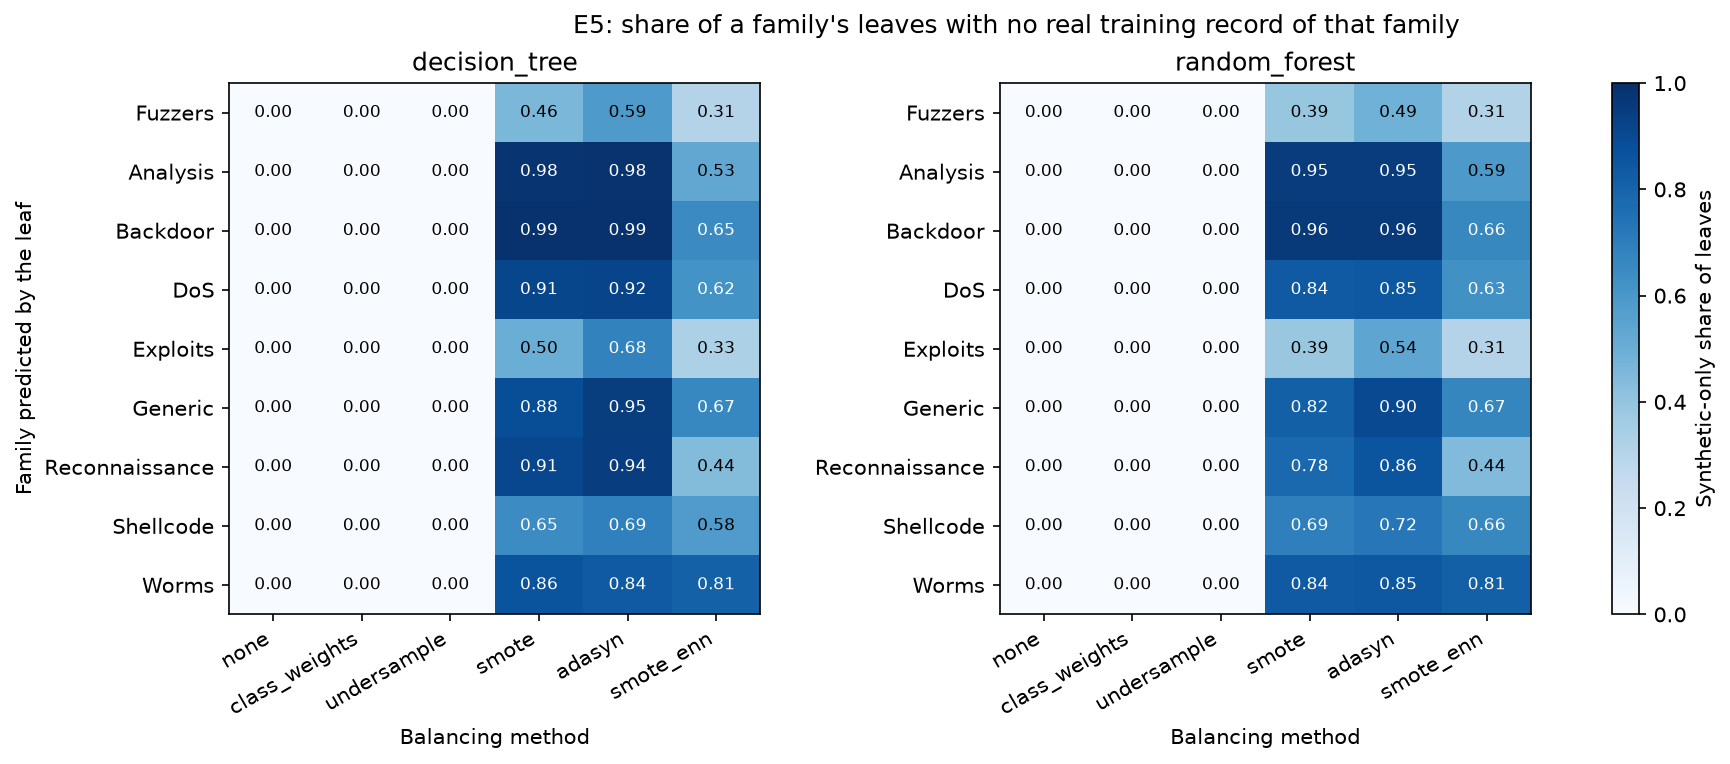 E5: share of a family's leaves with no real training record of that family
decision_tree
random_forest
Family predicted by the leaf
Fuzzers 0.00 0.00 0.00 0.46 0.59 0.31
Analysis 0.00 0.00 0.00 0.98 0.98 0.53
Backdoor 0.00 0.00 0.00 0.99 0.99 0.65
DoS 0.00 0.00 0.00 0.91 0.92 0.62
Exploits 0.00 0.00 0.00 0.50 0.68 0.33
Generic 0.00 0.00 0.00 0.88 0.95 0.67
Reconnaissance 0.00 0.00 0.00 0.91 0.94 0.44
Shellcode 0.00 0.00 0.00 0.65 0.69 0.58
Worms 0.00 0.00 0.00 0.86 0.84 0.81
none class_weights undersample smote adasyn smote_enn
Balancing method
Fuzzers 0.00 0.00 0.00 0.39 0.49 0.31
Analysis 0.00 0.00 0.00 0.95 0.95 0.59
Backdoor 0.00 0.00 0.00 0.96 0.96 0.66
DoS 0.00 0.00 0.00 0.84 0.85 0.63
Exploits 0.00 0.00 0.00 0.39 0.54 0.31
Generic 0.00 0.00 0.00 0.82 0.90 0.67
Reconnaissance 0.00 0.00 0.00 0.78 0.86 0.44
Shellcode 0.00 0.00 0.00 0.69 0.72 0.66
Worms 0.00 0.00 0.00 0.84 0.85 0.81
none class_weights undersample smote adasyn smote_enn
Balancing method
1.0
0.8
0.6
0.4
0.2
0.0
Synthetic-only share of leaves